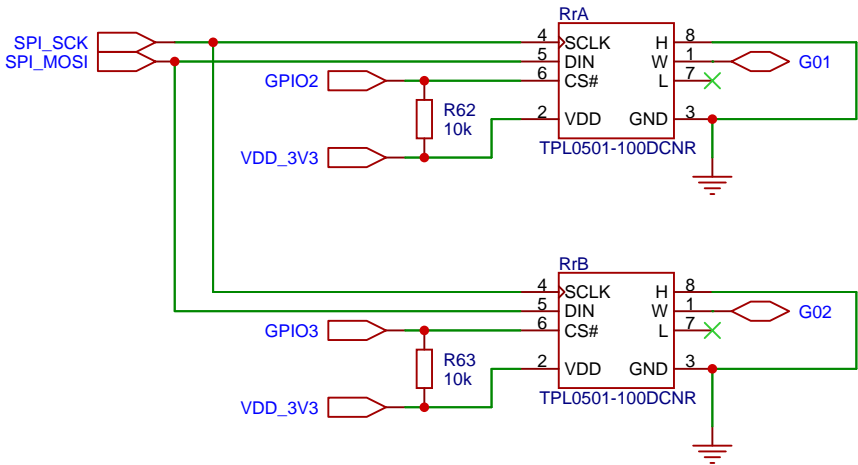 RrA
SPI_SCK
SPI_MOSI
4 SCLK H 8
5 DIN W 1 G01
GPIO2 6 CS# L 7
R62
10k
2 VDD GND 3
TPL0501-100DCNR
VDD_3V3
RrB
4 SCLK H 8
5 DIN W 1 G02
GPIO3 6 CS# L 7
R63
10k
2 VDD GND 3
TPL0501-100DCNR
VDD_3V3